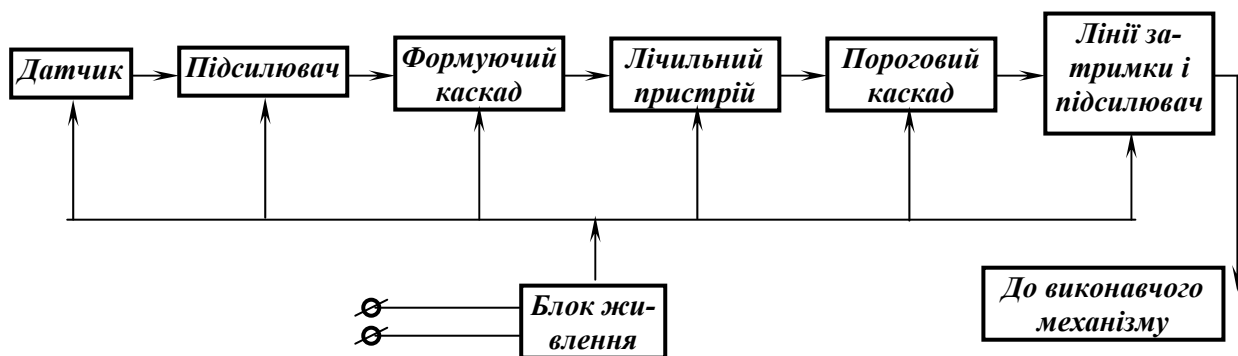 Датчик
Підсилювач
Формуючий
каскад
Лічильний
пристрій
Пороговий
каскад
Лінії за-
тримки і
підсилювач
До виконавчого
механізму
Блок жи-
влення